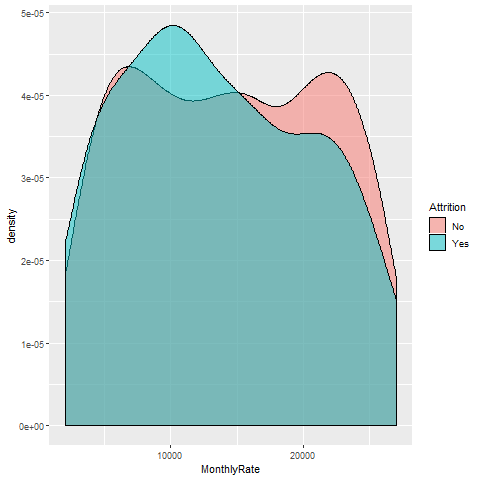 5e-05
4e-05
3e-05
2e-05
1e-05
0e+00
density
10000
20000
MonthlyRate
Attrition
No
Yes